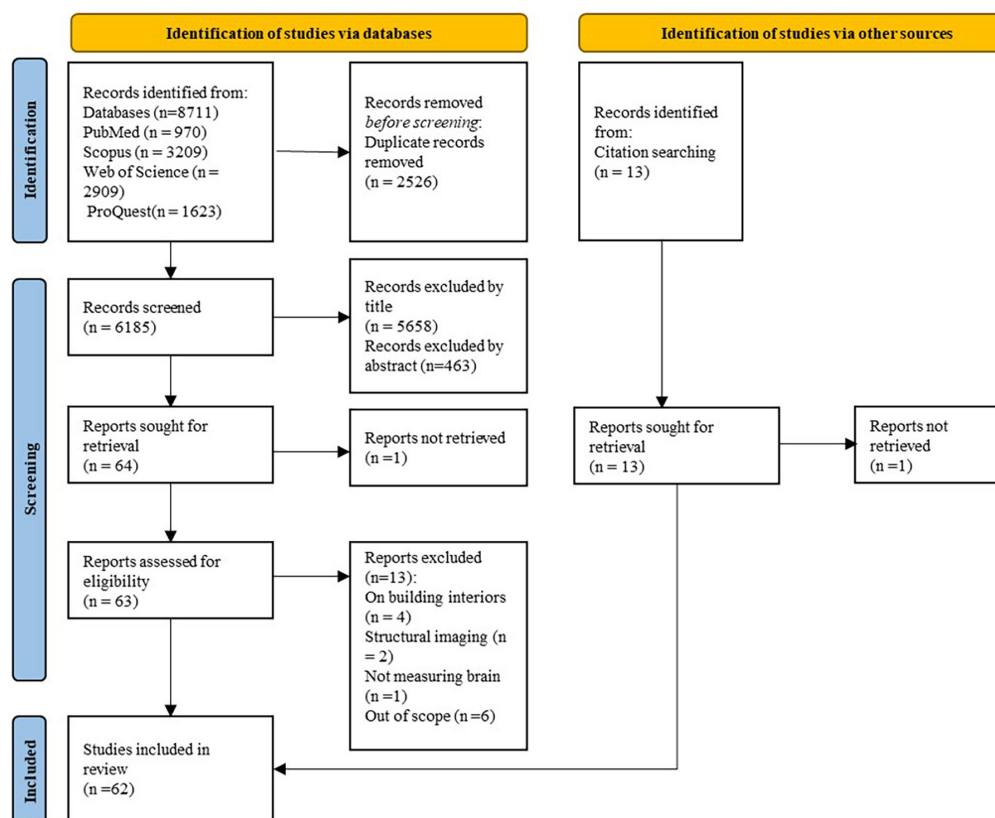 Identification of studies via databases
Identification of studies via other sources
Identification
Records identified from:
Databases (n=8711)
PubMed (n = 970)
Scopus (n = 3209)
Web of Science (n =
2909)
ProQuest(n = 1623)
Records removed
before screening:
Duplicate records
removed
(n = 2526)
Records identified
from:
Citation searching
(n = 13)
Screening
Records screened
(n = 6185)
Records excluded by
title
(n = 5658)
Records excluded by
abstract (n=463)
Reports sought for
retrieval
(n = 64)
Reports not retrieved
(n =1)
Reports sought for
retrieval
(n = 13)
Reports not
retrieved
(n =1)
Reports assessed for
eligibility
(n = 63)
Reports excluded
(n=13):
On building interiors
(n = 4)
Structural imaging (n
= 2)
Not measuring brain
(n =1)
Out of scope (n =6)
Included
Studies included in
review
(n =62)